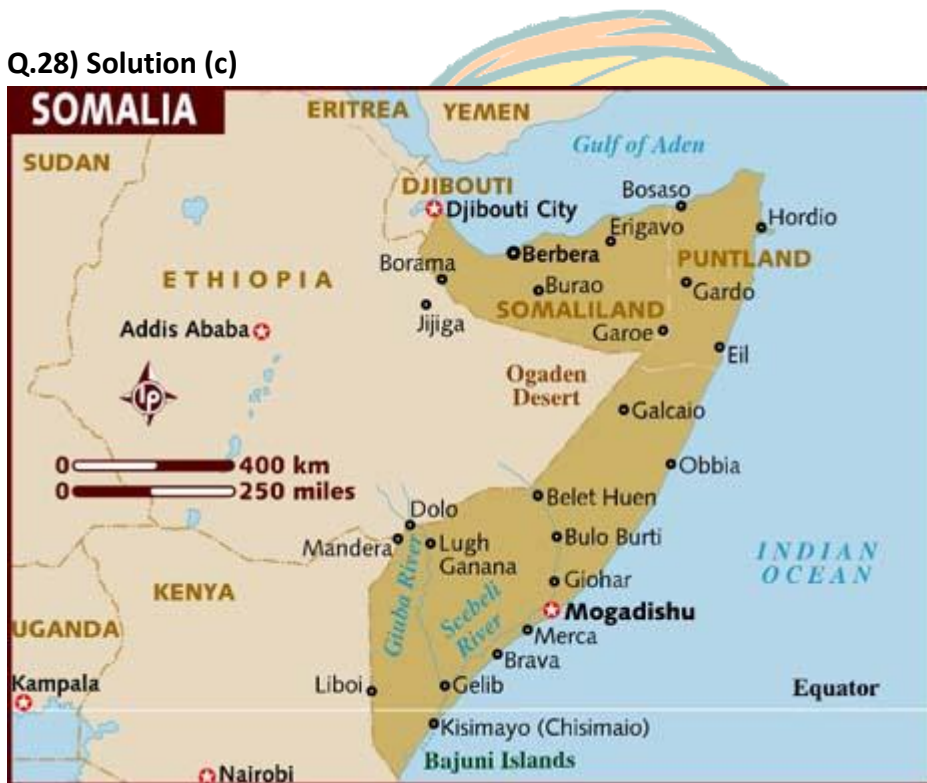 Q.28) Solution (c)
SOMALIA
ERITREA
YEMEN
SUDAN
Gulf of Aden
DJIBOUTI
Djibouti City
Bosaso
Hordio
Erigavo
Berbera
PUNTLAND
Borama
ETHIOPIA
Burao
Gardo
SOMALILAND
Jijiga
Addis Ababa
Garoe
Eil
Ogaden
Desert
lp
Galcaio
0 400 km
Obbia
0 250 miles
Belet Huen
Dolo
Mandera
Lugh
Ganana
Bulo Burti
INDIAN
OCEAN
Giuba River
Giohar
KENYA
Scebeli
River
Mogadishu
UGANDA
Merca
Brava
Kampala
Liboi
Gelib
Equator
Kisimayo (Chisimaio)
Bajuni Islands
Nairobi